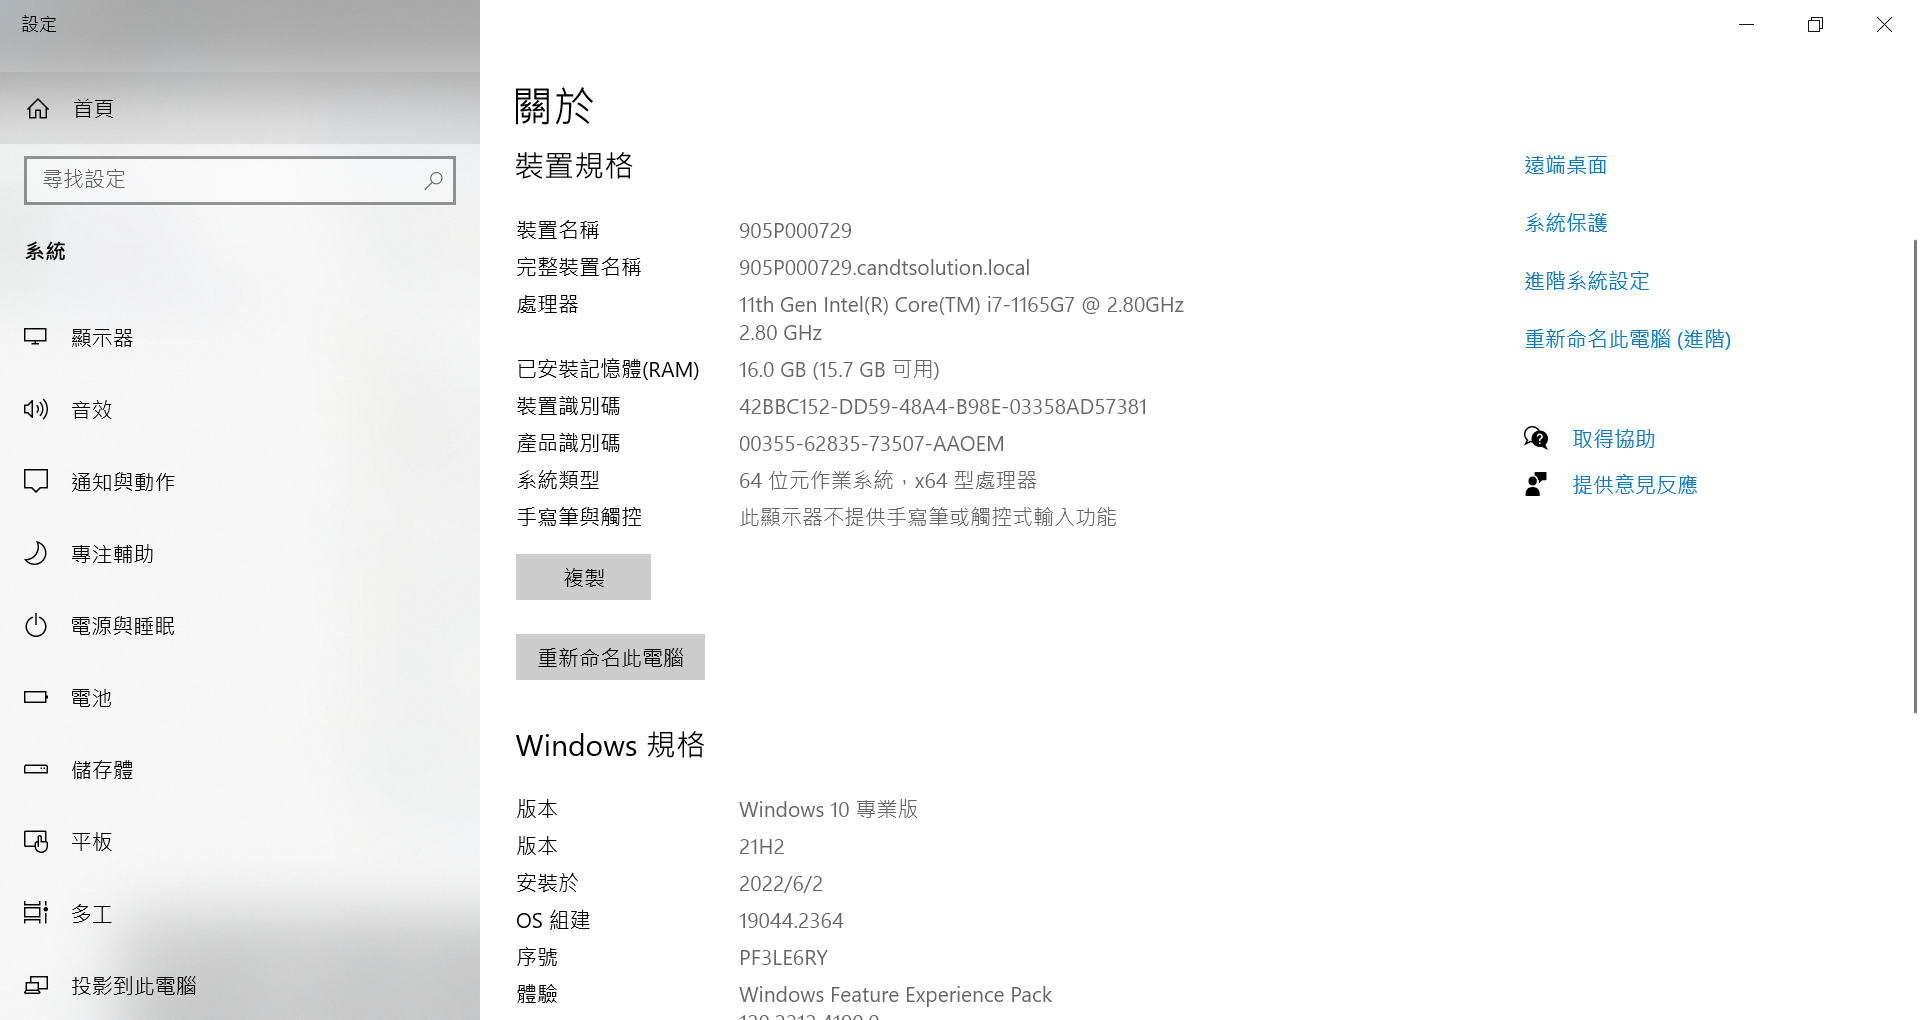 設定
首頁
尋找設定
系統
顯示器
音效
通知與動作
專注輔助
電源與睡眠
電池
儲存體
平板
多工
投影到此電腦
關於
裝置規格
裝置名稱 905P000729
完整裝置名稱 905P000729.candtsolution.local
處理器 11th Gen Intel(R) Core(TM) i7-1165G7 @ 2.80GHz
2.80 GHz
已安裝記憶體(RAM) 16.0 GB (15.7 GB 可用)
裝置識別碼 42BBC152-DD59-48A4-B98E-03358AD57381
產品識別碼 00355-62835-73507-AAOEM
系統類型 64 位元作業系統，x64 型處理器
手寫筆與觸控 此顯示器不提供手寫筆或觸控式輸入功能
複製
重新命名此電腦
Windows 規格
版本 Windows 10 專業版
版本 21H2
安裝於 2022/6/2
OS 組建 19044.2364
序號 PF3LE6RY
體驗 Windows Feature Experience Pack
遠端桌面
系統保護
進階系統設定
重新命名此電腦 (進階)
取得協助
提供意見反應